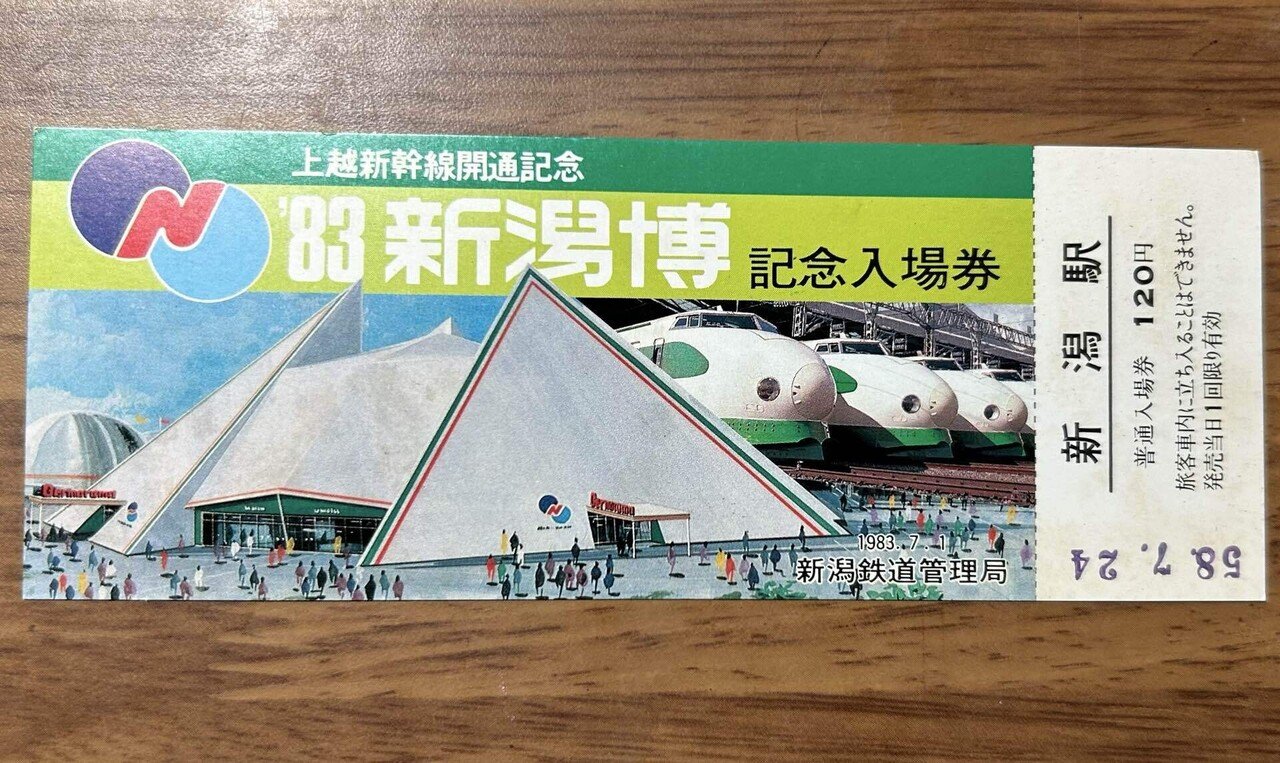 上越新幹線開通記念
'83 新潟博 記念入場券
1983.7.1
新潟鉄道管理局
新潟駅
普通入場券 120円
旅客車内に立ち入ることはできません。
発売当日1回限り有効
58.7.24